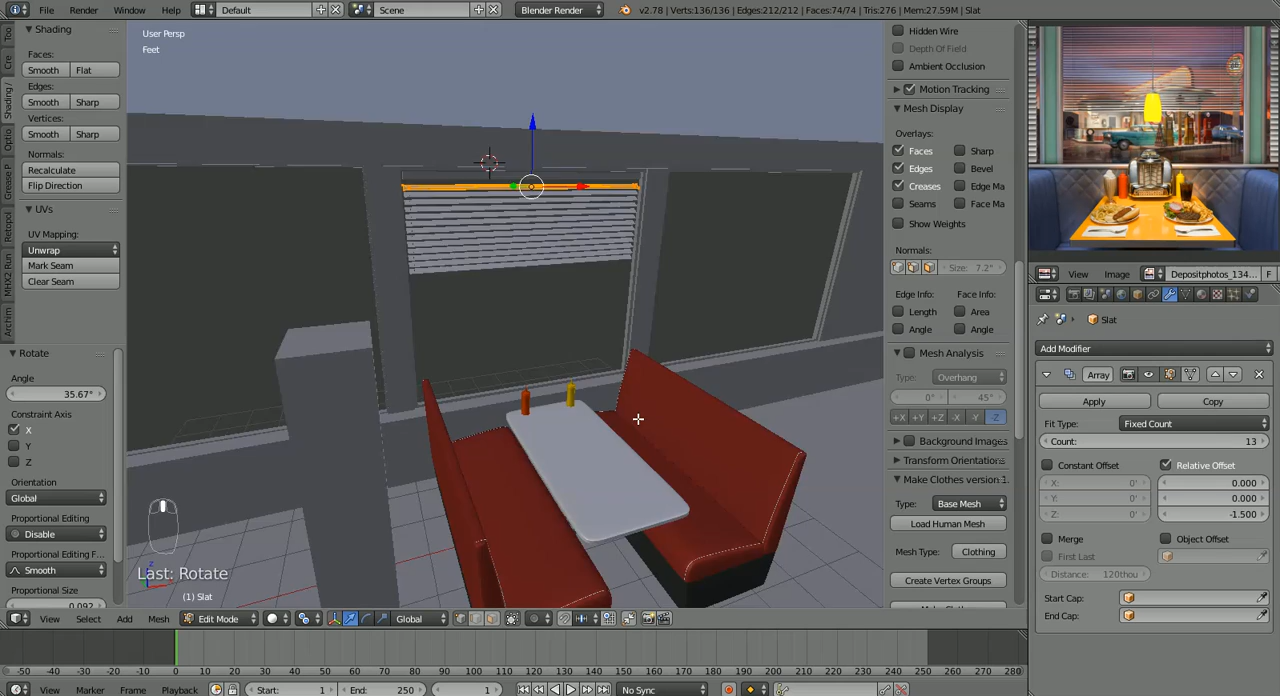 File Render Window Help Default Scene Blender Render v2.78 | Verts:136/136 | Edges:212/212 | Faces:74/74 | Tris:276 | Mem:27.59M | Slat
Shading
Faces:
Smooth Flat
Edges:
Smooth Sharp
Vertices:
Smooth Sharp
Normals:
Recalculate
Flip Direction
UVs
UV Mapping:
Unwrap
Mark Seam
Clear Seam
Too
Cre
Shading /
Optio
Grease P
Retopol
MHX2 Run
Archim
Rotate
Angle
35.67°
Constraint Axis
X
Y
Z
Orientation
Global
Proportional Editing
Disable
Proportional Editing F...
Smooth
Proportional Size
0.092
User Persp
Feet
Last: Rotate
(1) Slat
View Select Add Mesh Edit Mode Global
Hidden Wire
Depth Of Field
Ambient Occlusion
Motion Tracking
Mesh Display
Overlays:
Faces Sharp
Edges Bevel
Creases Edge Ma
Seams Face Ma
Show Weights
Normals:
Size: 7.2°
Edge Info: Face Info:
Length Area
Angle Angle
Mesh Analysis
Type: Overhang
0° 45°
+X +Y +Z -X -Y -Z
Background Images
Transform Orientations
Make Clothes version 1.
Type: Base Mesh
Load Human Mesh
Mesh Type: Clothing
Create Vertex Groups
View Image Depositphotos_134... F
Slat
Add Modifier
Array
Apply Copy
Fit Type: Fixed Count
Count: 13
Constant Offset Relative Offset
X: 0' 0.000
Y: 0' 0.000
Z: 0' -1.500
Merge Object Offset
First Last
Distance: 120thou
Start Cap:
End Cap:
-50 -40 -30 -20 -10 0 10 20 30 40 50 60 70 80 90 100 110 120 130 140 150 160 170 180 190 200 210 220 230 240 250 260 270 280
View Marker Frame Playback Start: 1 End: 250 1 No Sync